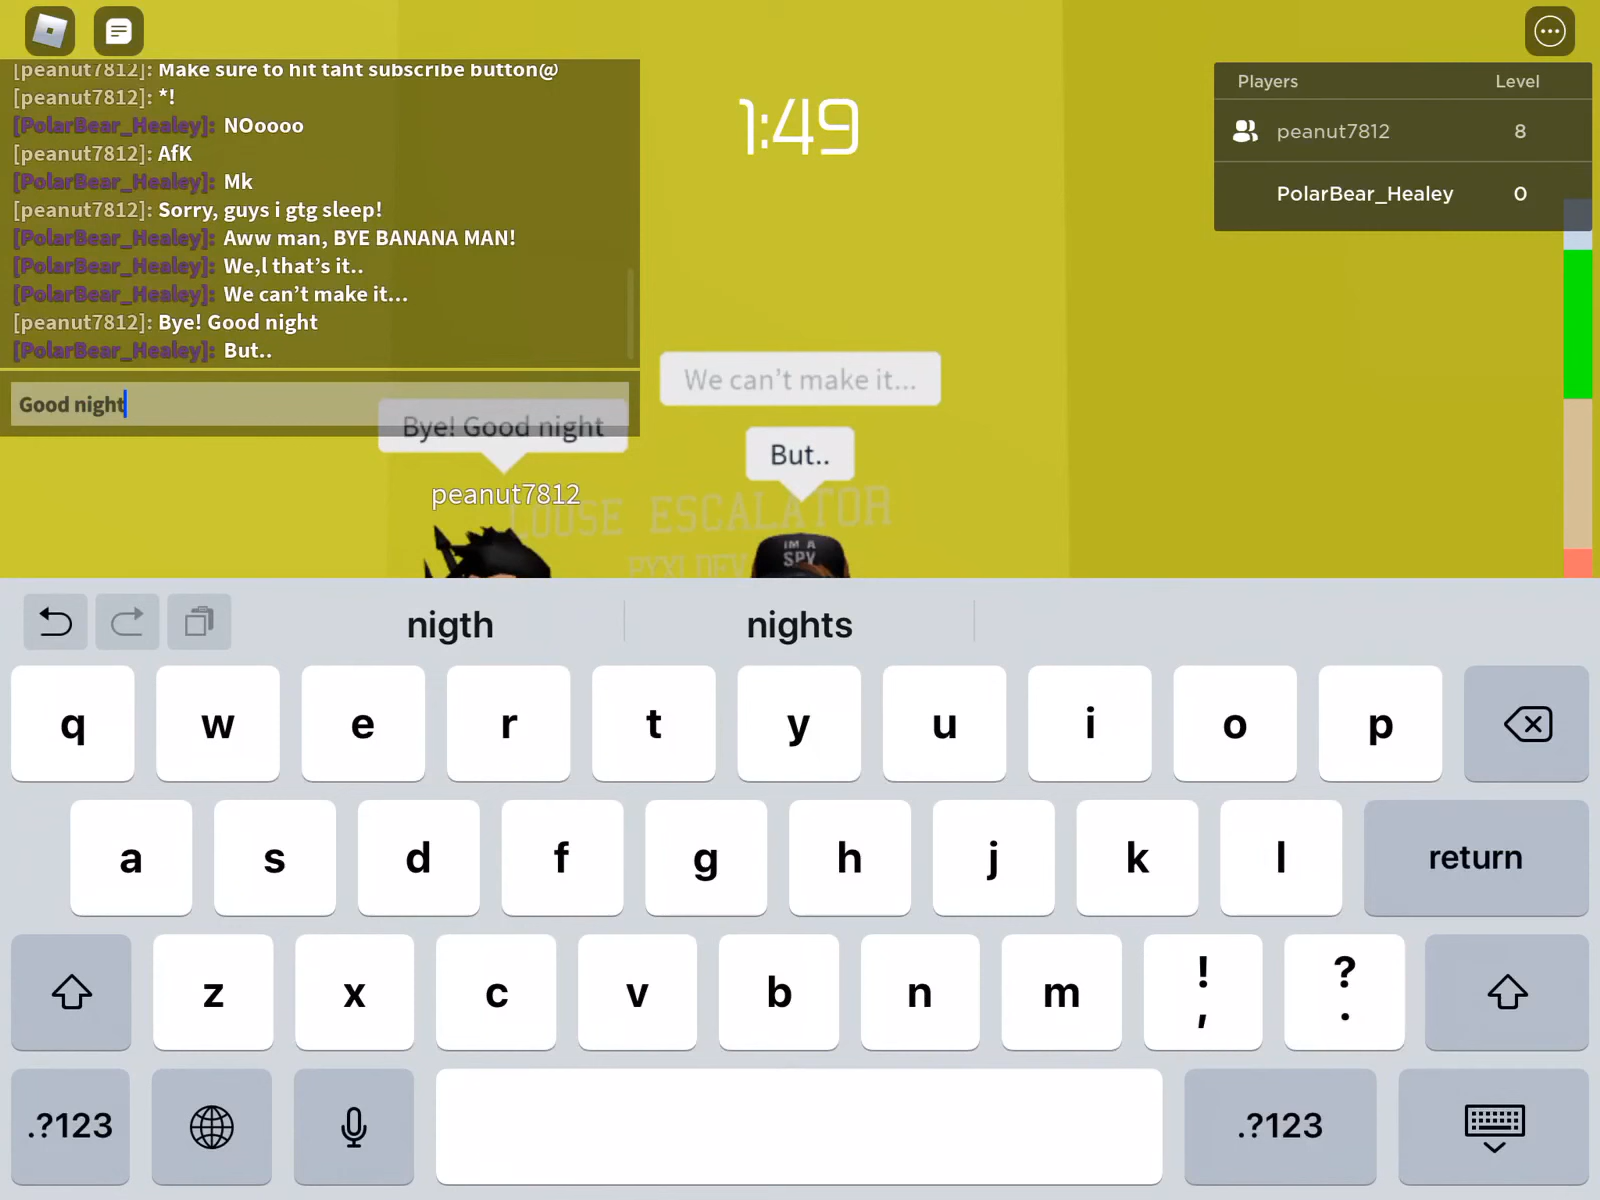 [peanut7812]: Make sure to hit taht subscribe button@
[peanut7812]: *!
[PolarBear_Healey]: NOoooo
[peanut7812]: AfK
[PolarBear_Healey]: Mk
[peanut7812]: Sorry, guys i gtg sleep!
[PolarBear_Healey]: Aww man, BYE BANANA MAN!
[PolarBear_Healey]: We,l that’s it..
[PolarBear_Healey]: We can’t make it...
[peanut7812]: Bye! Good night
[PolarBear_Healey]: But..
Good night
1:49
Players Level
peanut7812 8
PolarBear_Healey 0
We can’t make it...
Bye! Good night
But..
peanut7812
LOUSE ESCALATOR
IM A
SPY
nigth nights
q w e r t y u i o p
a s d f g h j k l return
z x c v b n m ! , ? .
.?123 .?123